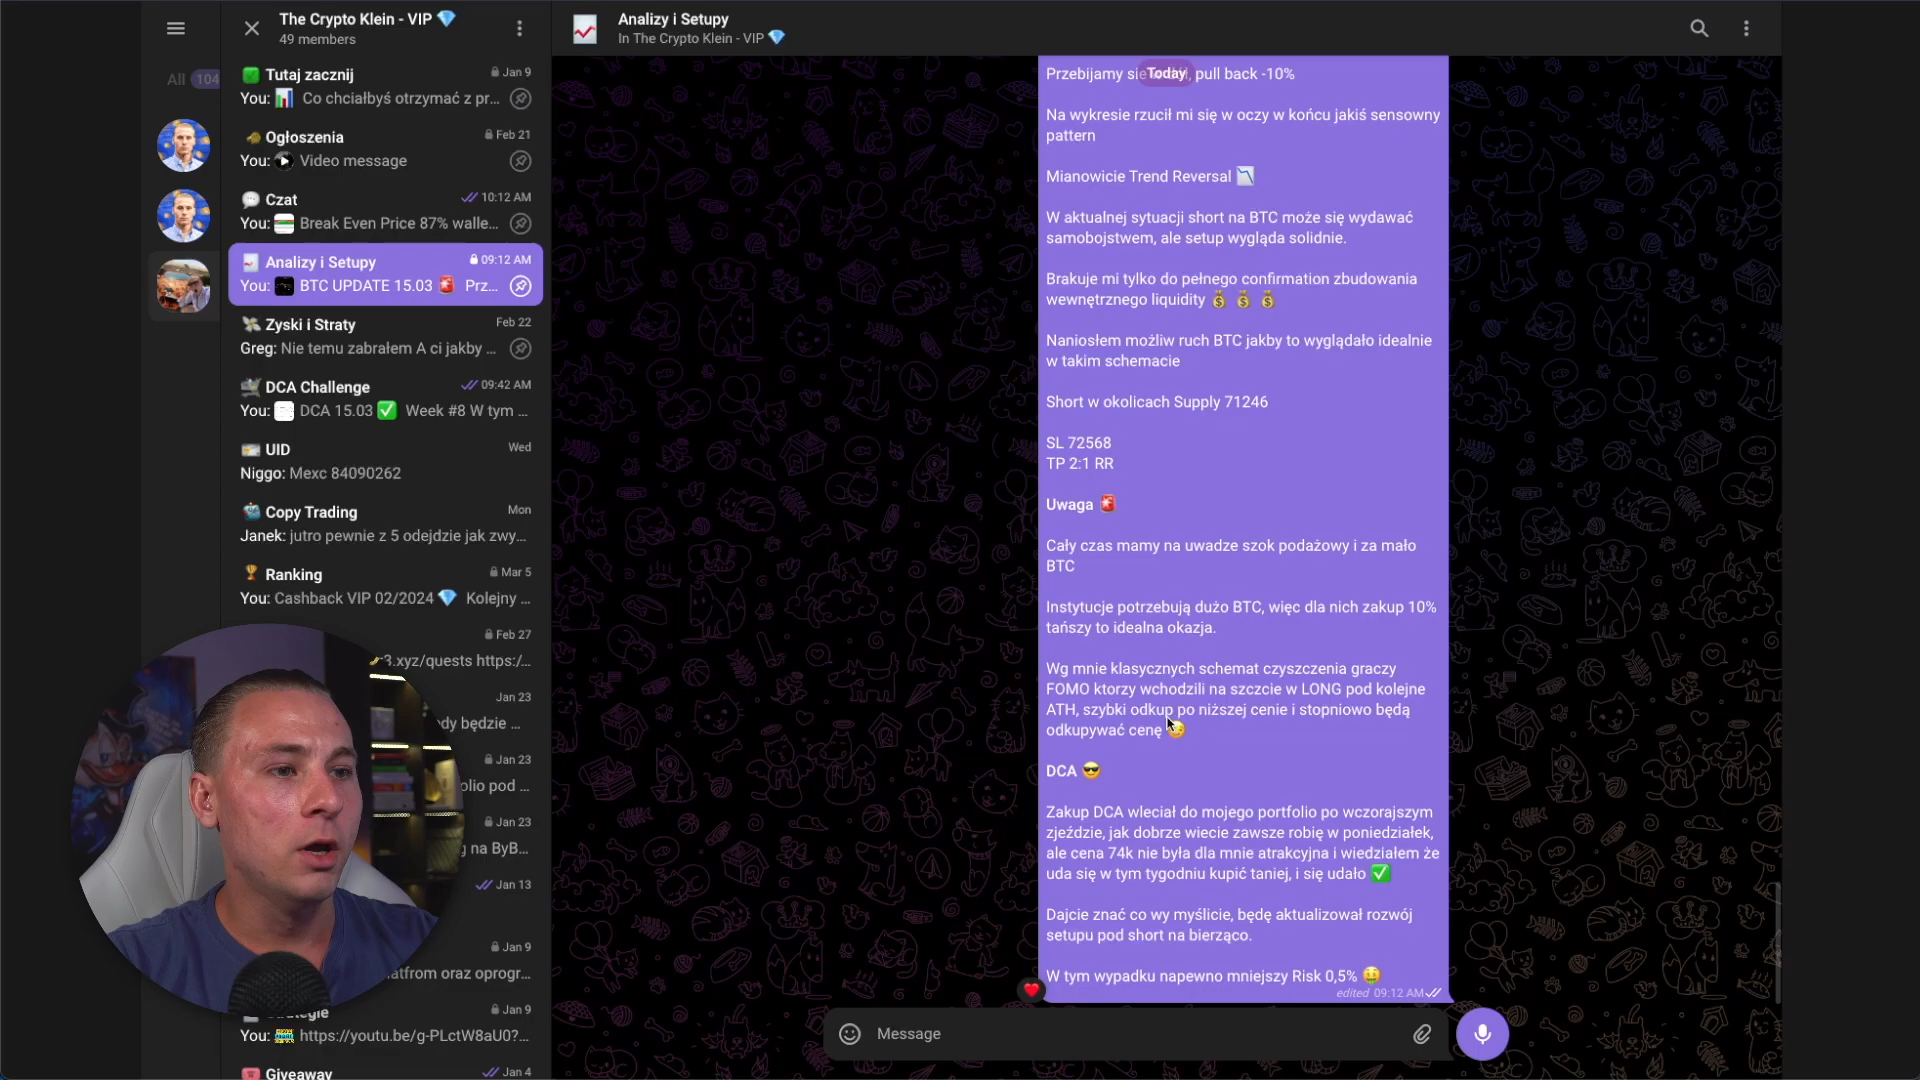 The Crypto Klein - VIP 💎
49 members
All 104
Tutaj zacznij
Jan 9
You: 📊 Co chciałbyś otrzymać z pr...
Ogłoszenia
Feb 21
You: Video message
Czat
10:12 AM
You: Break Even Price 87% walle...
Analizy i Setupy
09:12 AM
You: BTC UPDATE 15.03 🚨 Prz...
Zyski i Straty
Feb 22
Greg: Nie temu zabrałem A ci jakby ...
DCA Challenge
09:42 AM
You: DCA 15.03 ✅ Week #8 W tym ...
UID
Wed
Niggo: Mexc 84090262
Copy Trading
Mon
Janek: jutro pewnie z 5 odejdzie jak zwy...
Ranking
Mar 5
You: Cashback VIP 02/2024 💎 Kolejny ...
Feb 27
3.xyz/quests https:/...
Jan 23
dy będzie ...
Jan 23
olio pod ...
Jan 23
g na ByB...
Jan 13
Jan 9
atfrom oraz oprogr...
Jan 9
You: https://youtu.be/g-PLctW8aU0?...
Giveaway
Jan 4
Analizy i Setupy
In The Crypto Klein - VIP 💎
Today
Przebijamy sie pull back -10%
Na wykresie rzucił mi się w oczy w końcu jakiś sensowny
pattern
Mianowicie Trend Reversal 📉
W aktualnej sytuacji short na BTC może się wydawać
samobojstwem, ale setup wygląda solidnie.
Brakuje mi tylko do pełnego confirmation zbudowania
wewnętrznego liquidity 💰 💰 💰
Naniosłem możliw ruch BTC jakby to wyglądało idealnie
w takim schemacie
Short w okolicach Supply 71246
SL 72568
TP 2:1 RR
Uwaga 🚨
Cały czas mamy na uwadze szok podażowy i za mało
BTC
Instytucje potrzebują dużo BTC, więc dla nich zakup 10%
tańszy to idealna okazja.
Wg mnie klasycznych schemat czyszczenia graczy
FOMO ktorzy wchodzili na szczcie w LONG pod kolejne
ATH, szybki odkup po niższej cenie i stopniowo będą
odkupywać cenę
DCA 😎
Zakup DCA wleciał do mojego portfolio po wczorajszym
zjeździe, jak dobrze wiecie zawsze robię w poniedziałek,
ale cena 74k nie była dla mnie atrakcyjna i wiedziałem że
uda się w tym tygodniu kupić taniej, i się udało ✅
Dajcie znać co wy myślicie, będę aktualizował rozwój
setupu pod short na bierząco.
W tym wypadku napewno mniejszy Risk 0,5% 🤑
edited 09:12 AM
Message